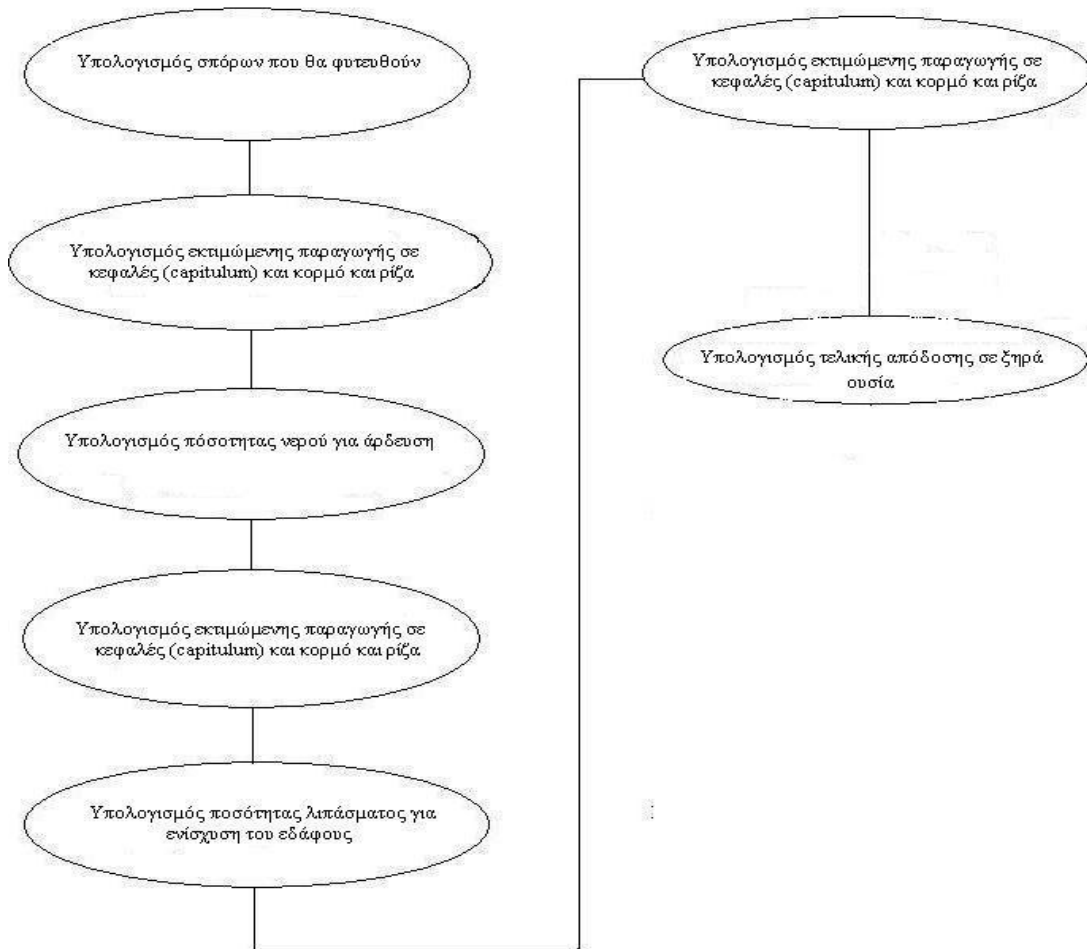 Υπολογισμός σπόρων που θα φυτευθούν
Υπολογισμός εκτιμώμενης παραγωγής σε
κεφαλές (capitulum) και κορμό και ρίζα
Υπολογισμός πόσοτητας νερού για άρδευση
Υπολογισμός εκτιμώμενης παραγωγής σε
κεφαλές (capitulum) και κορμό και ρίζα
Υπολογισμός ποσότητας λιπάσματος για
ενίσχυση του εδάφους
Υπολογισμός εκτιμώμενης παραγωγής σε
κεφαλές (capitulum) και κορμό και ρίζα
Υπολογισμός τελικής απόδοσης σε ξηρά
ουσία